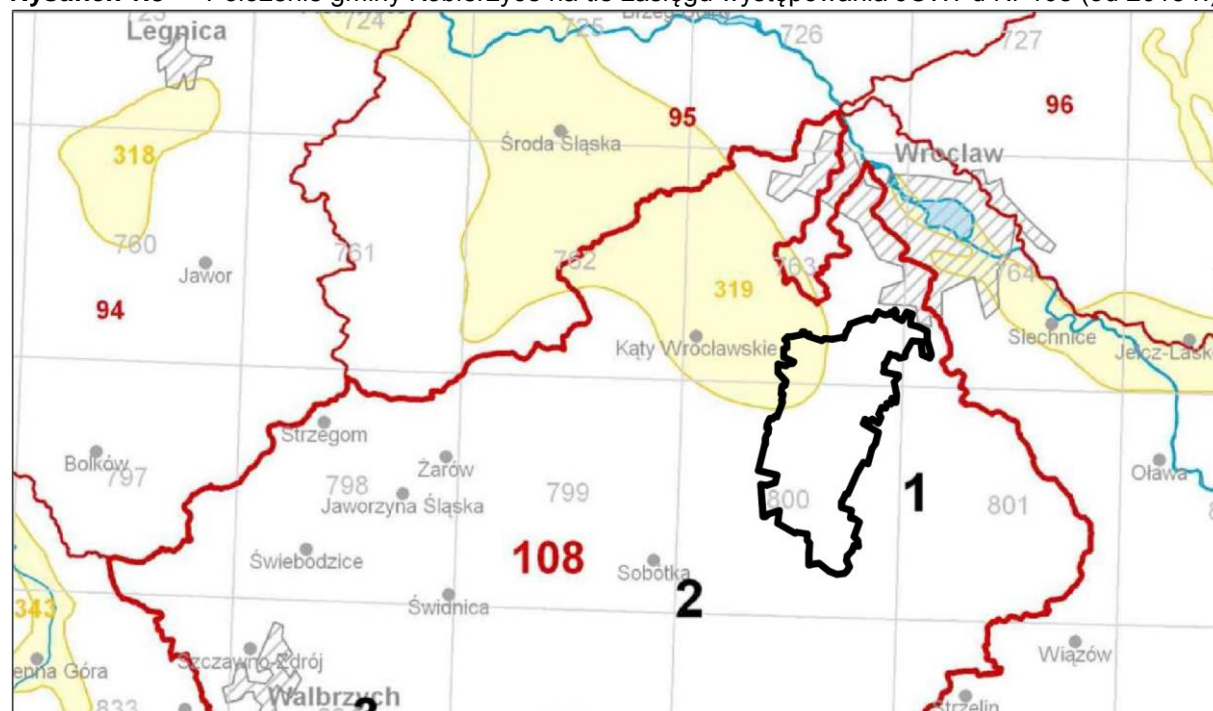 724
725
726
727
Legnica
95
96
Środa Śląska
Wrocław
318
760
761
762
763
764
Jawor
94
319
Kąty Wrocławskie
Siechnice
Strzegom
Bolków
797
Żarów
798
799
Jaworzyna Śląska
800
1
801
Oława
Świebodzice
108
Sobótka
2
Świdnica
343
Szczawno-Zdrój
Wiązów
Wałbrzych
833
Strzelin